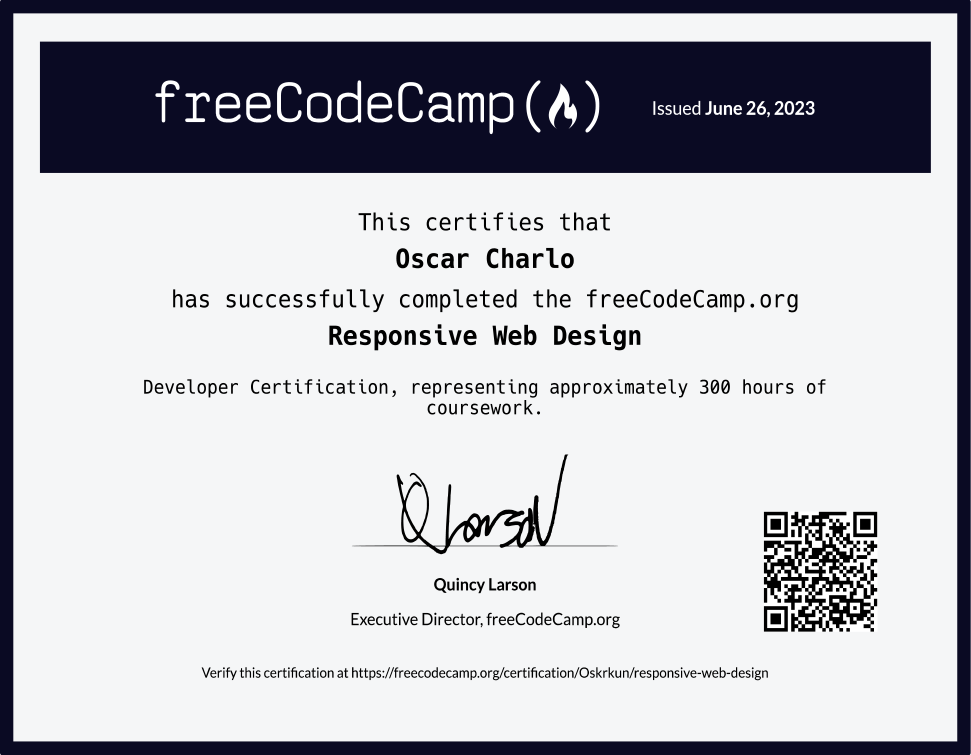 freeCodeCamp(🔥)
Issued June 26, 2023
This certifies that
Oscar Charlo
has successfully completed the freeCodeCamp.org
Responsive Web Design
Developer Certification, representing approximately 300 hours of
coursework.
Q Larson
Quincy Larson
Executive Director, freeCodeCamp.org
Verify this certification at https://freecodecamp.org/certification/Oskrkun/responsive-web-design